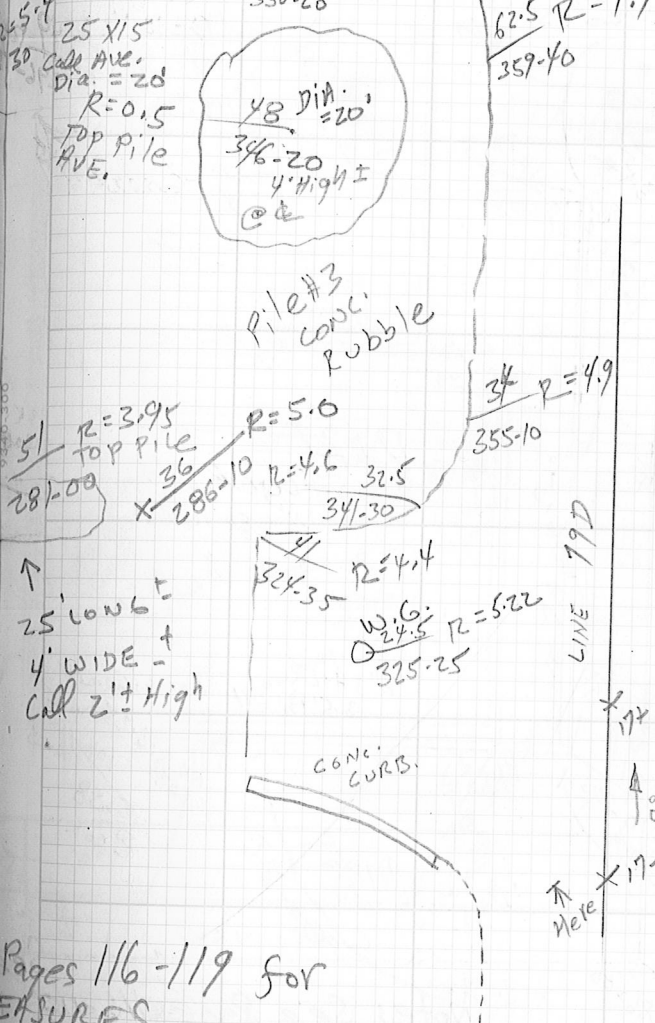 25 X15
30 Call AVE.
Dia. = 20'
R=0.5
Top Pile
AVE.
48 DIA.
=20'
346-20
4' High ±
@ ℄
62.5
359-40
Pile #3
CONC.
Rubble
34 R=4.9
355-10
51 R=3.95
Top Pile
281-00
R=5.0
36
286-10
X
R=4.6 32.5
341-30
41
324-35 R=4.4
W.G.
24.5 R=5.22
325-25
25' LONG ±
4' WIDE ±
Call 2'± High
CONC.
CURB.
LINE 79D
X
17+
X 17+
Here
Pages 116-119 for